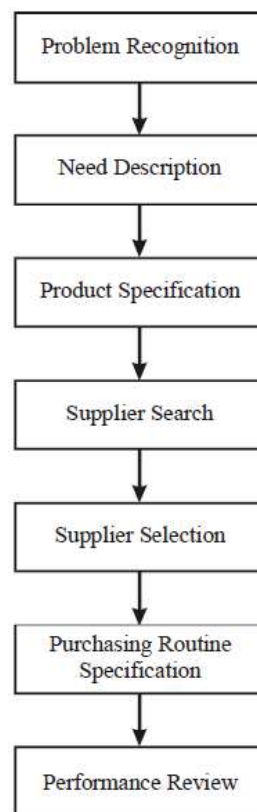 Problem Recognition
Need Description
Product Specification
Supplier Search
Supplier Selection
Purchasing Routine
Specification
Performance Review